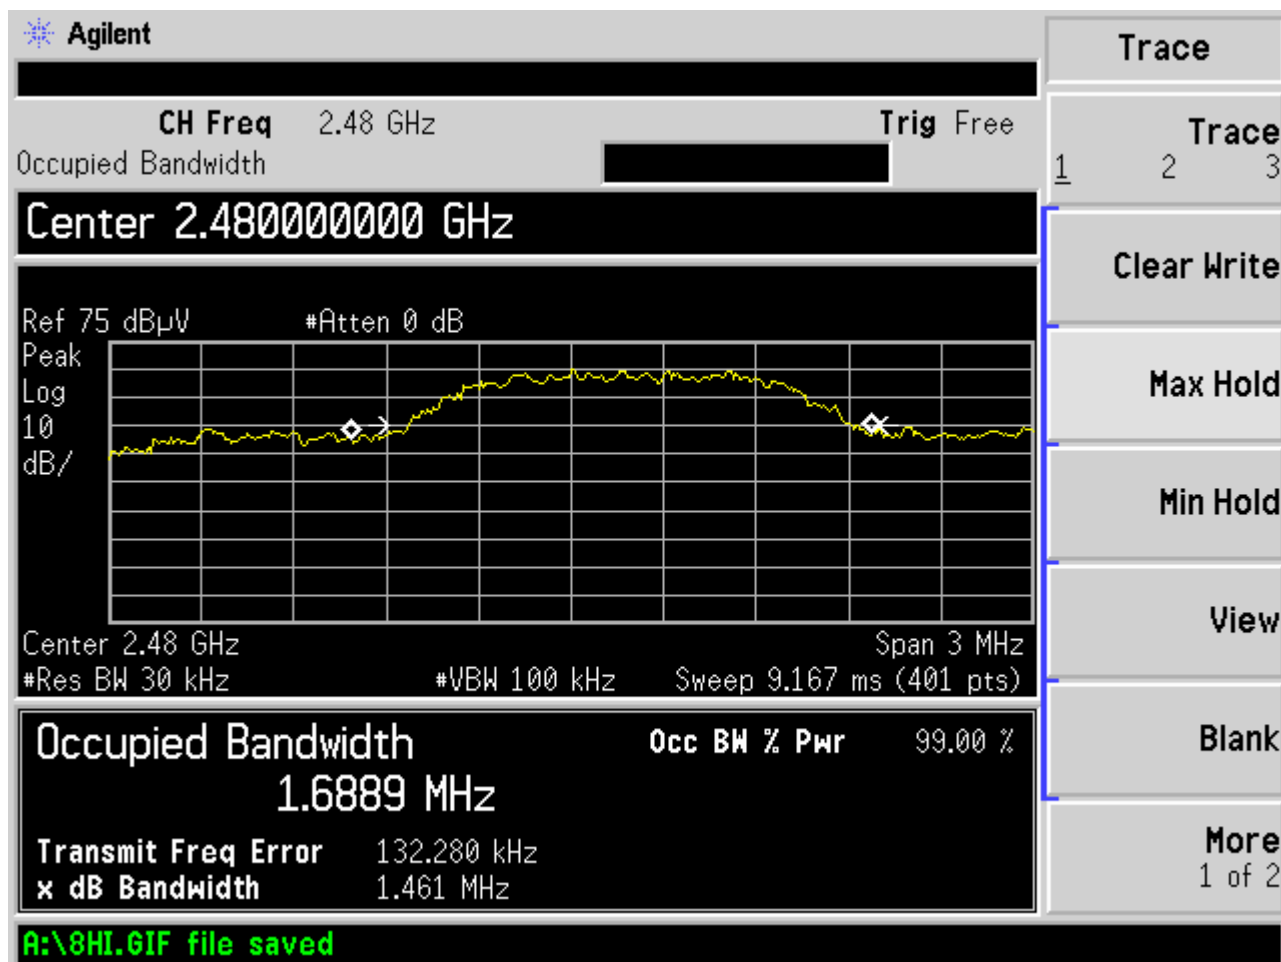 Agilent
CH Freq 2.48 GHz Trig Free
Occupied Bandwidth
Center 2.480000000 GHz
Ref 75 dBµV #Atten 0 dB
Peak
Log
10
dB/
Center 2.48 GHz Span 3 MHz
#Res BW 30 kHz #VBW 100 kHz Sweep 9.167 ms (401 pts)
Occupied Bandwidth Occ BW % Pwr 99.00 %
1.6889 MHz
Transmit Freq Error 132.280 kHz
x dB Bandwidth 1.461 MHz
A:\8HI.GIF file saved
Trace
Trace
1 2 3
Clear Write
Max Hold
Min Hold
View
Blank
More
1 of 2